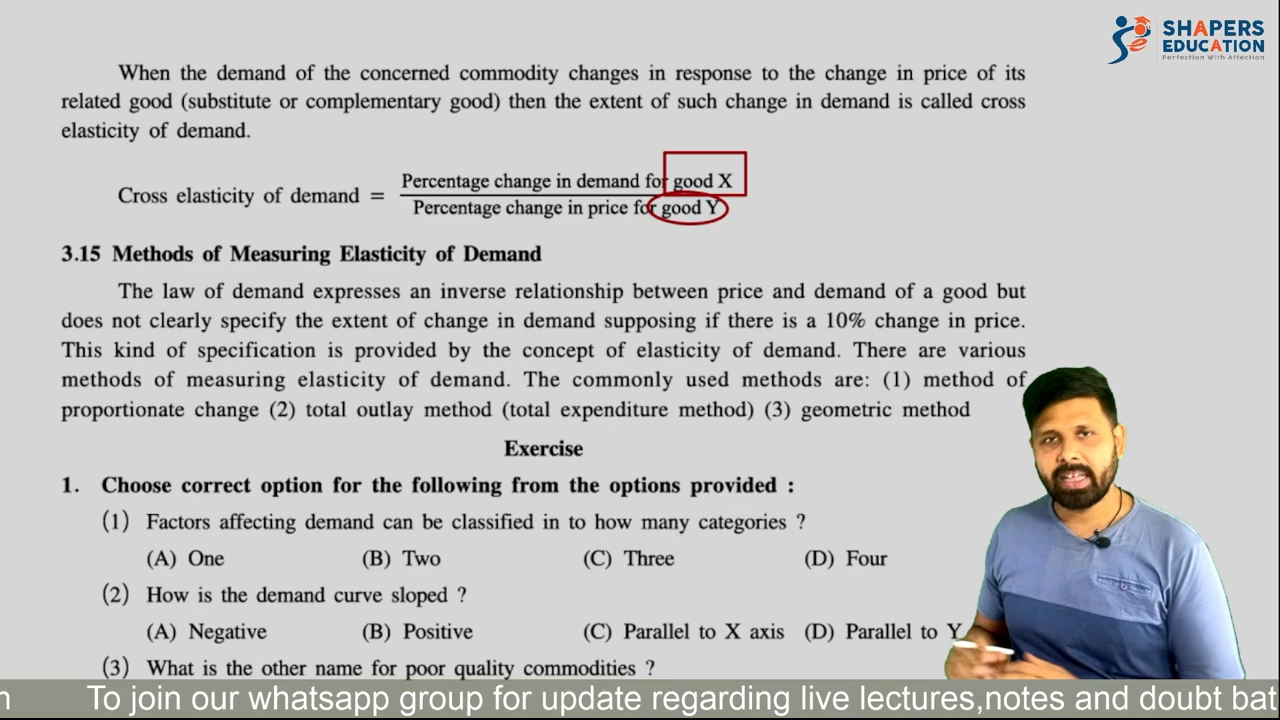 SHAPERS
EDUCATION
Perfection With Affection
When the demand of the concerned commodity changes in response to the change in price of its
related good (substitute or complementary good) then the extent of such change in demand is called cross
elasticity of demand.
Cross elasticity of demand = Percentage change in demand for good X
Percentage change in price for good Y
3.15 Methods of Measuring Elasticity of Demand
The law of demand expresses an inverse relationship between price and demand of a good but
does not clearly specify the extent of change in demand supposing if there is a 10% change in price.
This kind of specification is provided by the concept of elasticity of demand. There are various
methods of measuring elasticity of demand. The commonly used methods are: (1) method of
proportionate change (2) total outlay method (total expenditure method) (3) geometric method
Exercise
1. Choose correct option for the following from the options provided :
(1) Factors affecting demand can be classified in to how many categories ?
(A) One (B) Two (C) Three (D) Four
(2) How is the demand curve sloped ?
(A) Negative (B) Positive (C) Parallel to X axis (D) Parallel to Y
(3) What is the other name for poor quality commodities ?
n To join our whatsapp group for update regarding live lectures,notes and doubt bat